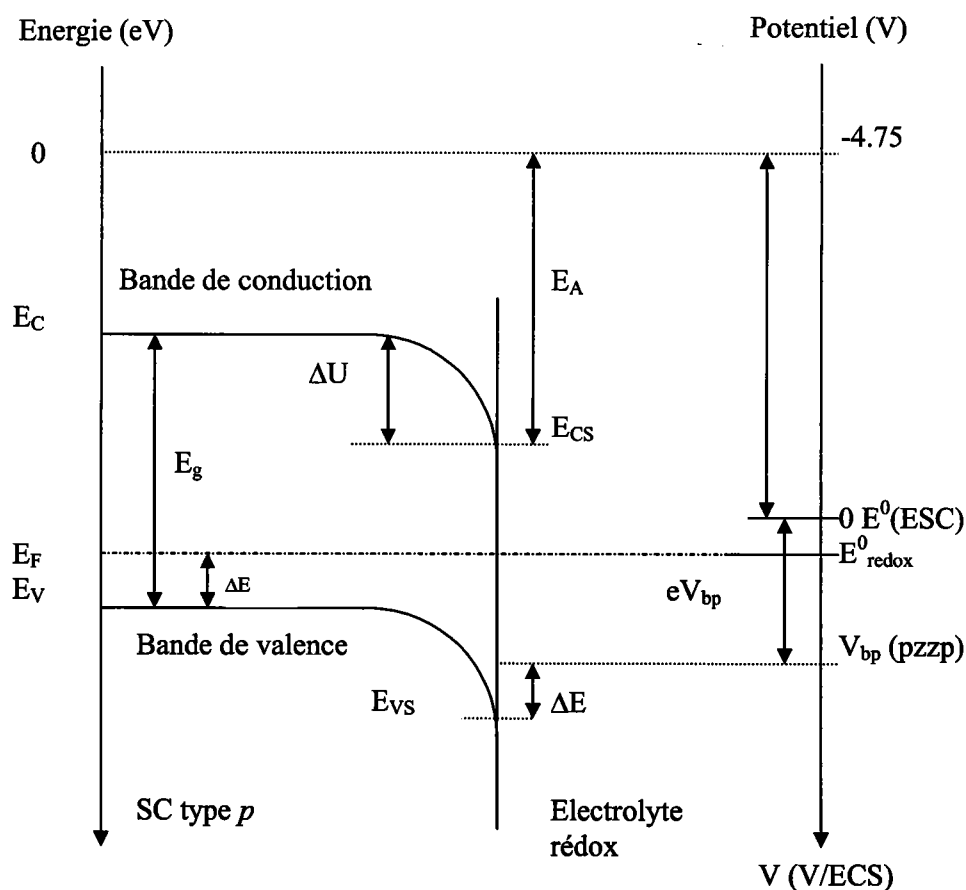 Energie (eV)
Potentiel (V)
0
-4.75
Bande de conduction
E_A
E_C
ΔU
E_CS
E_g
0 E^0(ESC)
E_F
E^0_redox
E_V
ΔE
eV_bp
Bande de valence
V_bp (pzzp)
E_VS
ΔE
SC type p
Electrolyte
rédox
V (V/ECS)